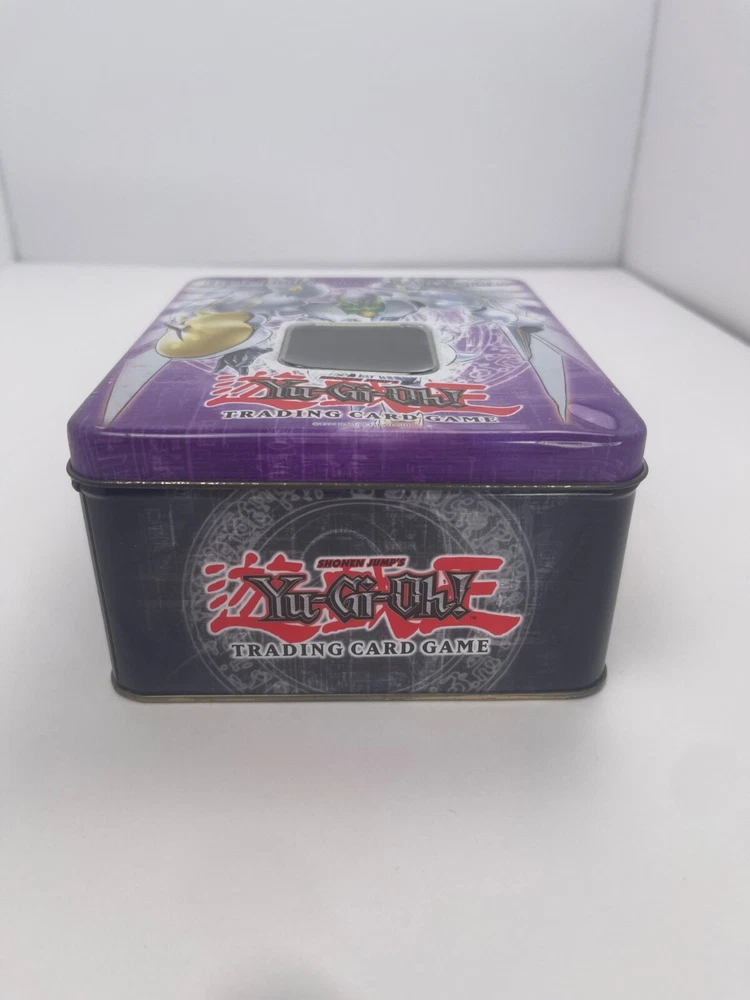 遊戯王
Yu-Gi-Oh!
TRADING CARD GAME
SHONEN JUMP'S
遊戯王
Yu-Gi-Oh!
™
TRADING CARD GAME